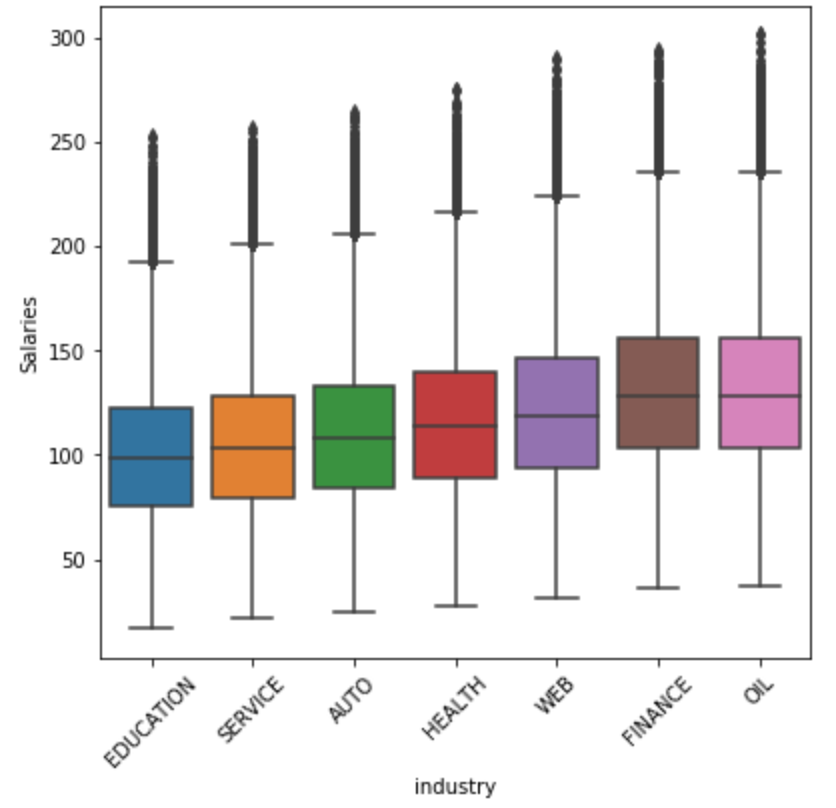 300
250
200
150
100
50
Salaries
EDUCATION
SERVICE
AUTO
HEALTH
WEB
FINANCE
OIL
industry